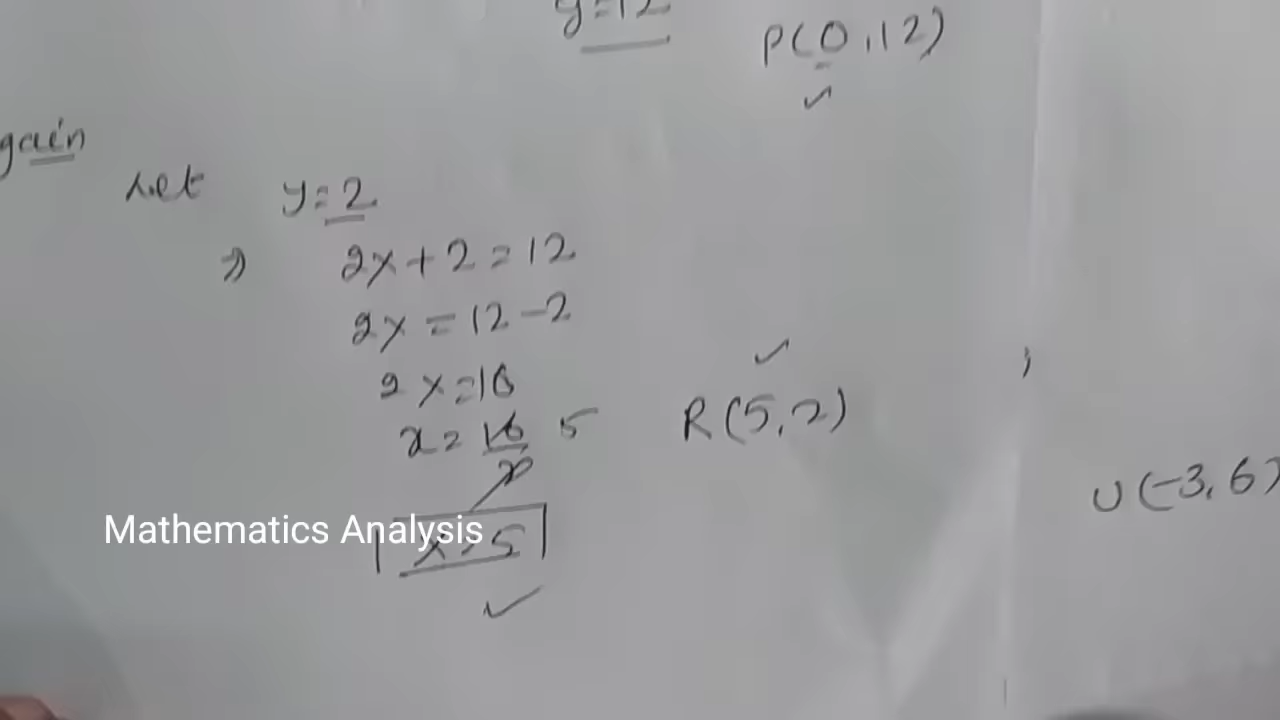 y=12
P(0,12)
gain
Let y=2
⇒ 2x+2=12
2x=12-2
2x=10
x=10 5 R(5,2)
2
U(-3,6)
Mathematics Analysis
x=5